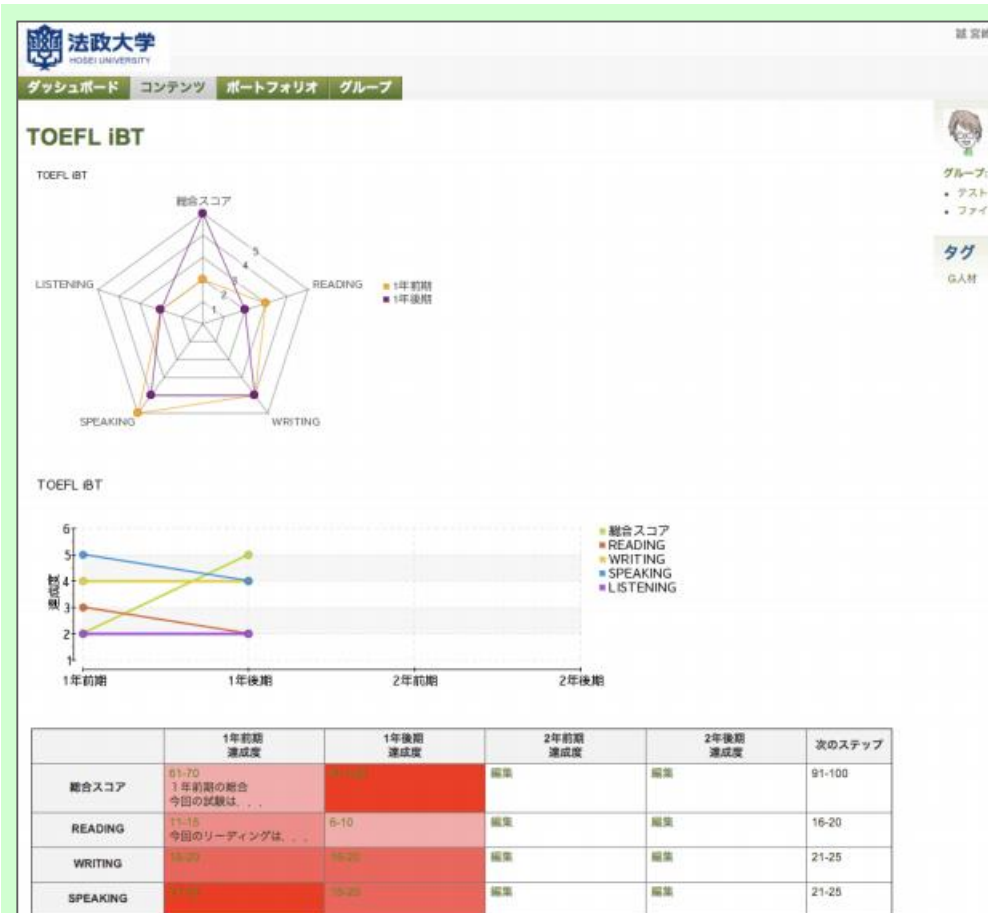 法政大学
HOSEI UNIVERSITY
誠 宮
ダッシュボード コンテンツ ポートフォリオ グループ
TOEFL iBT
グループ:
• テスト
• ファイ
タグ
G人材
TOEFL iBT
総合スコア
5
4
3
2
1
LISTENING
READING
1年前期
1年後期
SPEAKING
WRITING
TOEFL iBT
6
5
4
3
2
1
達成度
1年前期 1年後期 2年前期 2年後期
総合スコア
READING
WRITING
SPEAKING
LISTENING
1年前期 達成度 1年後期 達成度 2年前期 達成度 2年後期 達成度 次のステップ
総合スコア 61-70 編集 編集 91-100
1年前期の総合
今回の試験は．．．
READING 11-15 6-10 編集 編集 16-20
今回のリーディングは．．．
WRITING 16-20 16-20 編集 編集 21-25
SPEAKING 16-20 編集 編集 21-25